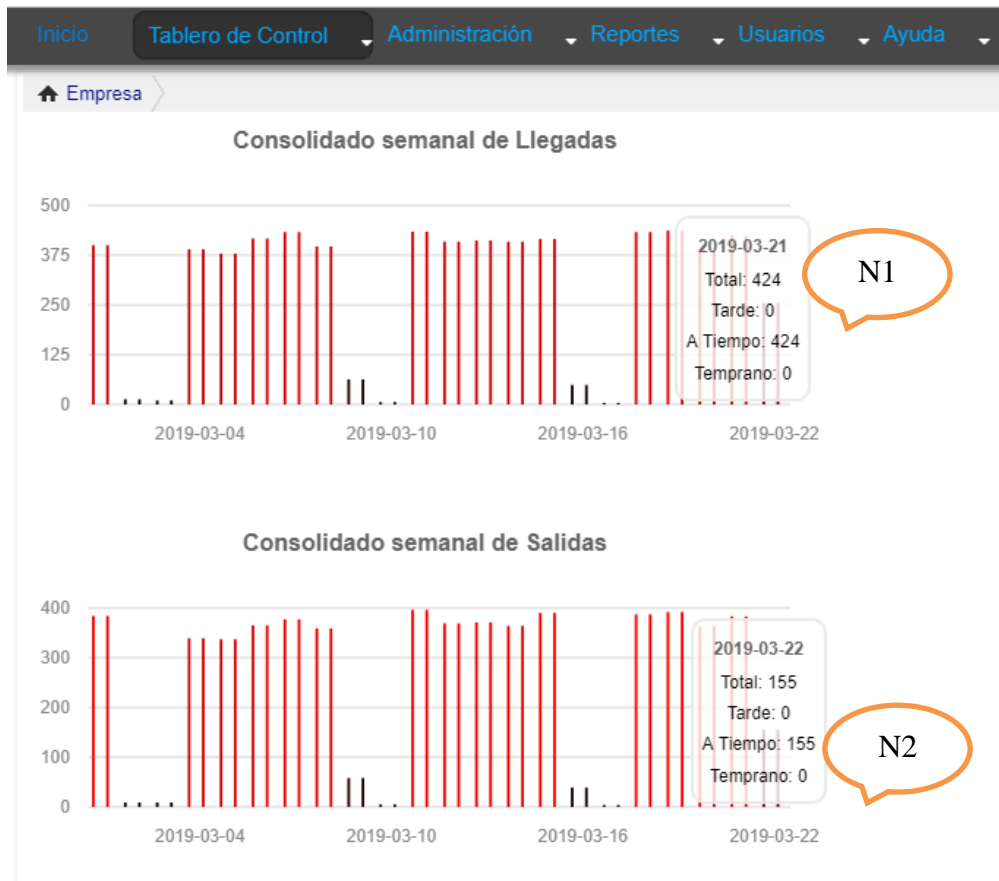 Inicio Tablero de Control Administración Reportes Usuarios Ayuda
Empresa
Consolidado semanal de Llegadas
500
375
250
125
0
2019-03-04 2019-03-10 2019-03-16 2019-03-22
2019-03-21
Total: 424
Tarde: 0
A Tiempo: 424
Temprano: 0
N1
Consolidado semanal de Salidas
400
300
200
100
0
2019-03-04 2019-03-10 2019-03-16 2019-03-22
2019-03-22
Total: 155
Tarde: 0
A Tiempo: 155
Temprano: 0
N2